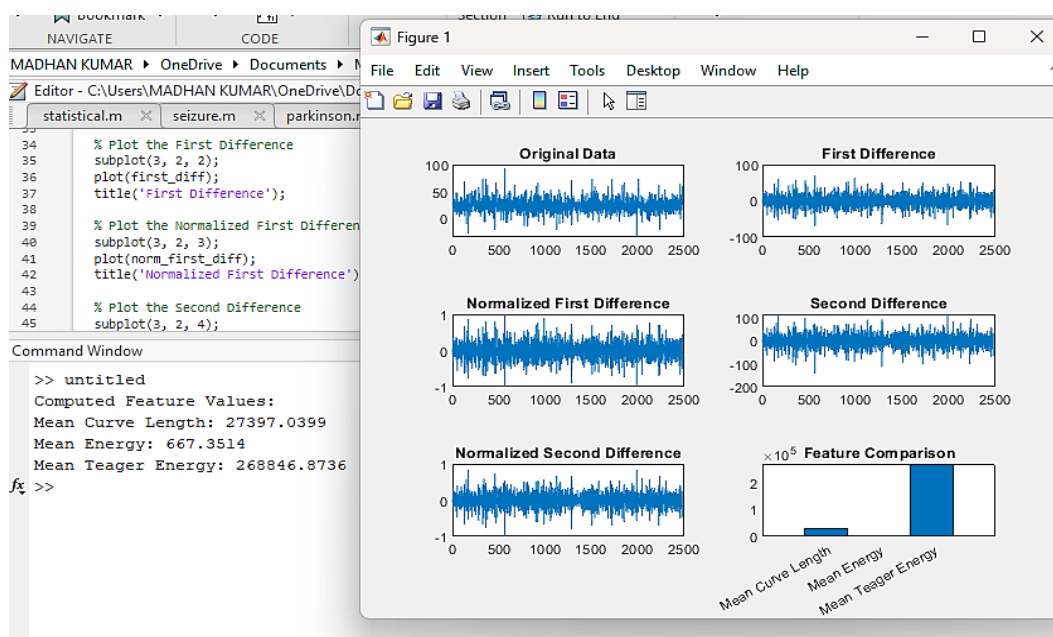 Bookmark
Section
Run to End
NAVIGATE
CODE
MADHAN KUMAR ▸ OneDrive ▸ Documents ▸
Editor - C:\Users\MADHAN KUMAR\OneDrive\Do
statistical.m
seizure.m
parkinson.
33
34 % Plot the First Difference
35 subplot(3, 2, 2);
36 plot(first_diff);
37 title('First Difference');
38
39 % Plot the Normalized First Differen
40 subplot(3, 2, 3);
41 plot(norm_first_diff);
42 title('Normalized First Difference')
43
44 % Plot the Second Difference
45 subplot(3, 2, 4);
Command Window
>> untitled
Computed Feature Values:
Mean Curve Length: 27397.0399
Mean Energy: 667.3514
Mean Teager Energy: 268846.8736
fx >>
Figure 1
File Edit View Insert Tools Desktop Window Help
Original Data
100
50
0
0 500 1000 1500 2000 2500
First Difference
100
0
-100
0 500 1000 1500 2000 2500
Normalized First Difference
1
0
-1
0 500 1000 1500 2000 2500
Second Difference
100
0
-100
-200
0 500 1000 1500 2000 2500
Normalized Second Difference
1
0
-1
0 500 1000 1500 2000 2500
×10⁵ Feature Comparison
2
1
0
Mean Curve Length
Mean Energy
Mean Teager Energy